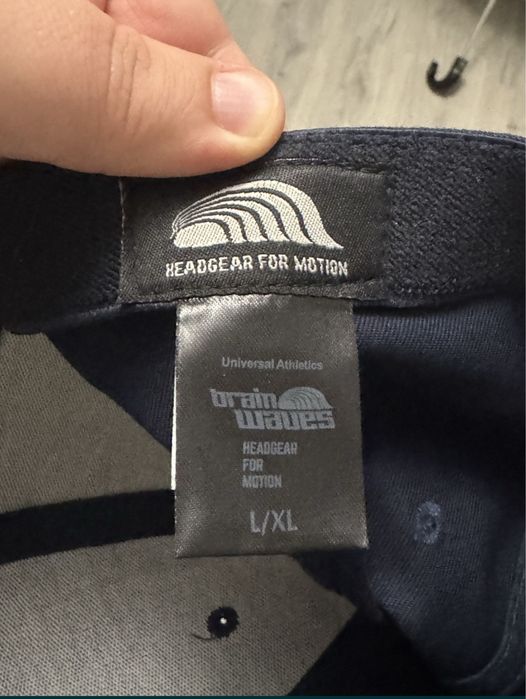 HEADGEAR FOR MOTION
Universal Athletics
brain
waves
HEADGEAR
FOR
MOTION
L/XL